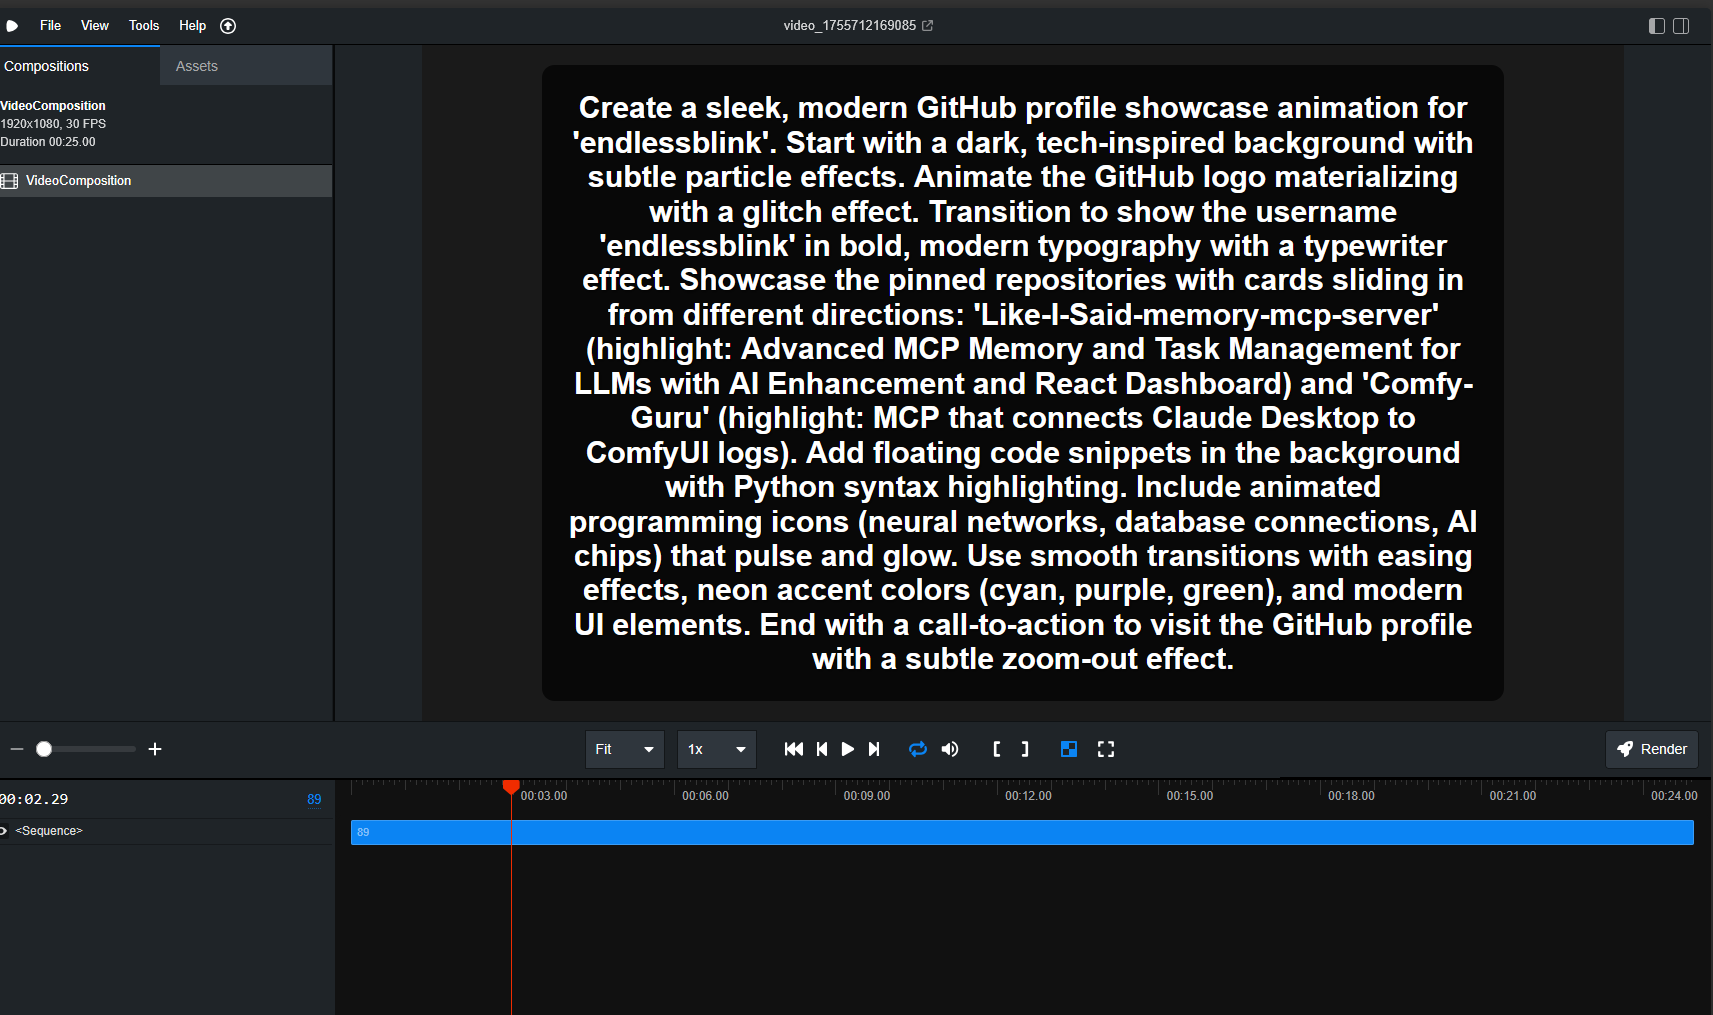 File View Tools Help
video_1755712169085
Compositions
Assets
VideoComposition
1920x1080, 30 FPS
Duration 00:25.00
VideoComposition
Create a sleek, modern GitHub profile showcase animation for
'endlessblink'. Start with a dark, tech-inspired background with
subtle particle effects. Animate the GitHub logo materializing
with a glitch effect. Transition to show the username
'endlessblink' in bold, modern typography with a typewriter
effect. Showcase the pinned repositories with cards sliding in
from different directions: 'Like-I-Said-memory-mcp-server'
(highlight: Advanced MCP Memory and Task Management for
LLMs with AI Enhancement and React Dashboard) and 'Comfy-
Guru' (highlight: MCP that connects Claude Desktop to
ComfyUI logs). Add floating code snippets in the background
with Python syntax highlighting. Include animated
programming icons (neural networks, database connections, AI
chips) that pulse and glow. Use smooth transitions with easing
effects, neon accent colors (cyan, purple, green), and modern
UI elements. End with a call-to-action to visit the GitHub profile
with a subtle zoom-out effect.
Fit
1x
Render
00:02.29
89
00:03.00 00:06.00 00:09.00 00:12.00 00:15.00 00:18.00 00:21.00 00:24.00
<Sequence>
89